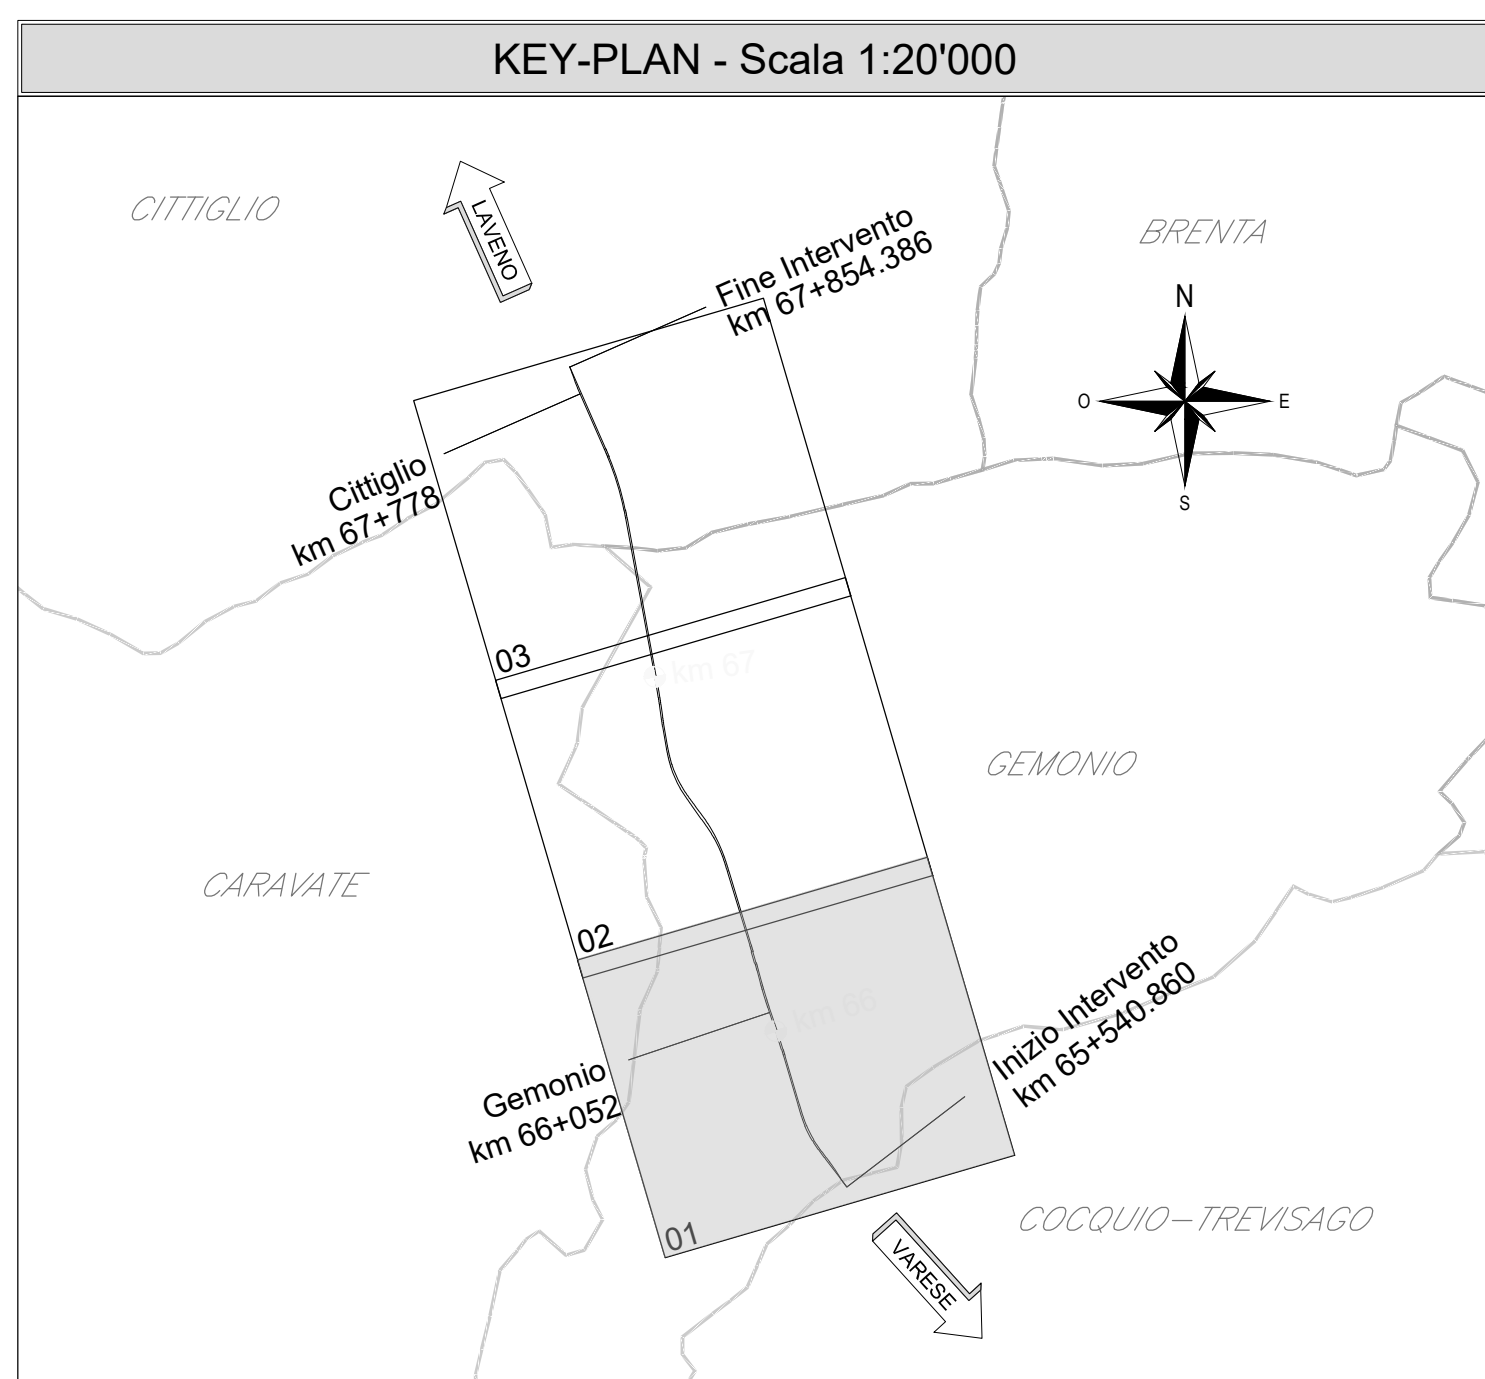 KEY-PLAN - Scala 1:20'000
CITTIGLIO
LAVENO
BRENTA
Fine Intervento
km 67+854.386
N
O
E
S
Cittiglio
km 67+778
03
km 67
GEMONIO
CARAVATE
02
km 66
Inizio Intervento
km 65+540.860
Gemonio
km 66+052
01
COCQUIO-TREVISAGO
VARESE